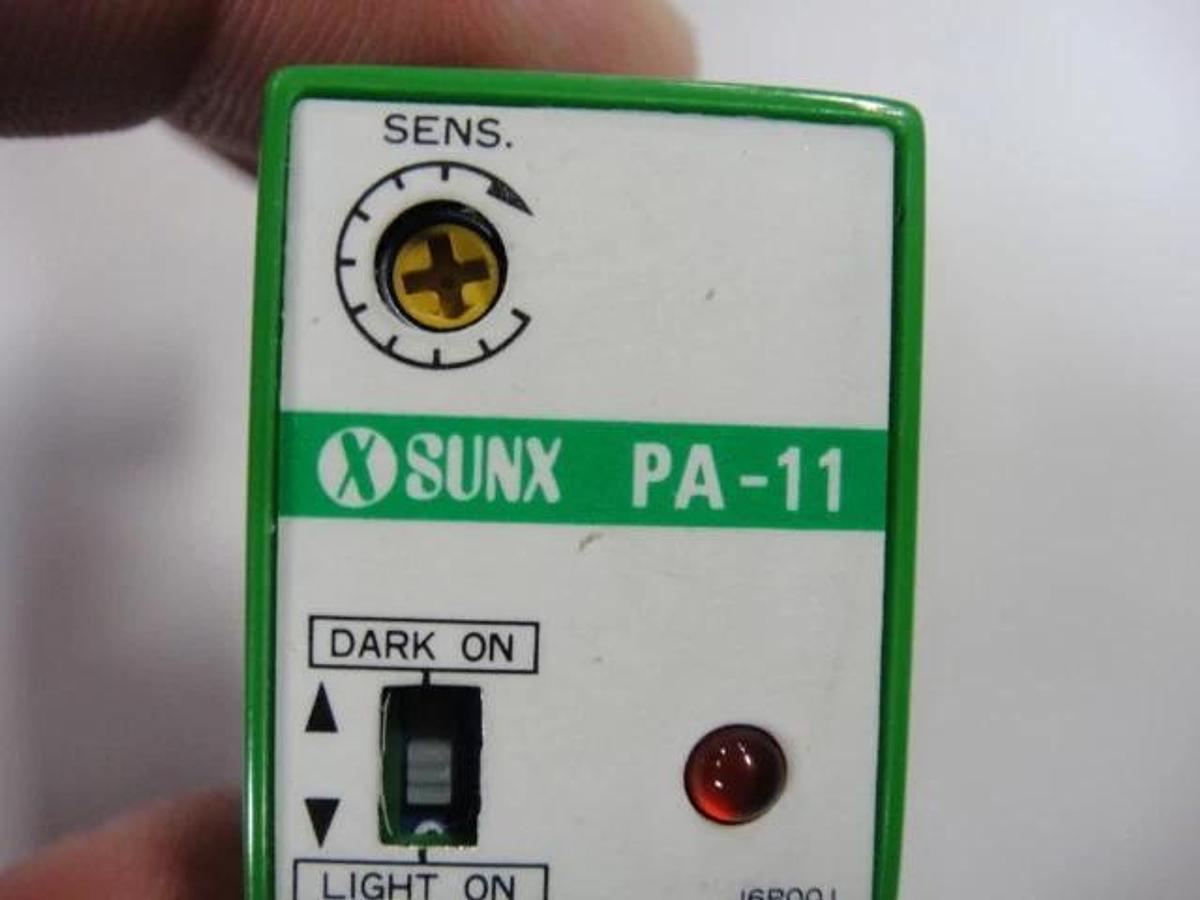 SENS.
SUNX PA-11
DARK ON
LIGHT ON